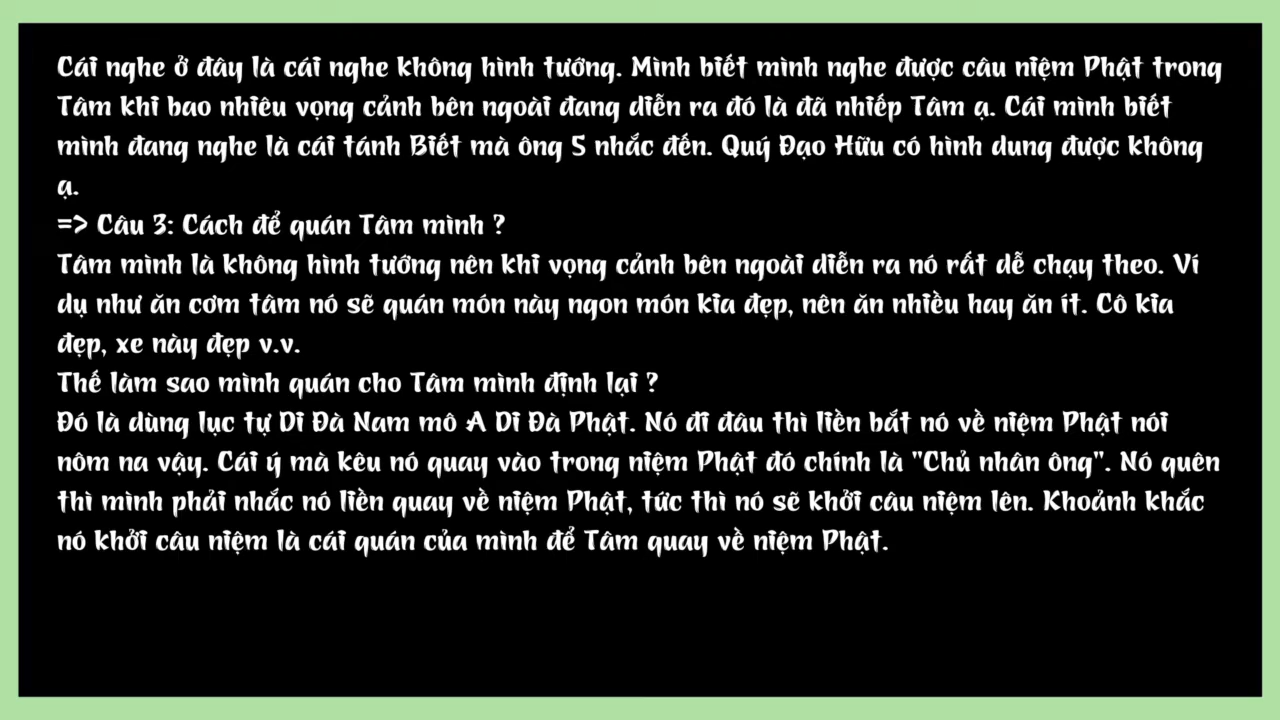 Cái nghe ở đây là cái nghe không hình tướng. Mình biết mình nghe được câu niệm Phật trong
Tâm khi bao nhiêu vọng cảnh bên ngoài đang diễn ra đó là đã nhiếp Tâm ạ. Cái mình biết
mình đang nghe là cái tánh Biết mà ông 5 nhắc đến. Quý Đạo Hữu có hình dung được không
ạ.
=> Câu 3: Cách để quán Tâm mình ?
Tâm mình là không hình tướng nên khi vọng cảnh bên ngoài diễn ra nó rất dễ chạy theo. Ví
dụ như ăn cơm tâm nó sẽ quán món này ngon món kia đẹp, nên ăn nhiều hay ăn ít. Cô kia
đẹp, xe này đẹp v.v.
Thế làm sao mình quán cho Tâm mình định lại ?
Đó là dùng lục tự Di Đà Nam mô A Di Đà Phật. Nó đi đâu thì liền bắt nó về niệm Phật nói
nôm na vậy. Cái ý mà kêu nó quay vào trong niệm Phật đó chính là "Chủ nhân ông". Nó quên
thì mình phải nhắc nó liền quay về niệm Phật, tức thì nó sẽ khởi câu niệm lên. Khoảnh khắc
nó khởi câu niệm là cái quán của mình để Tâm quay về niệm Phật.